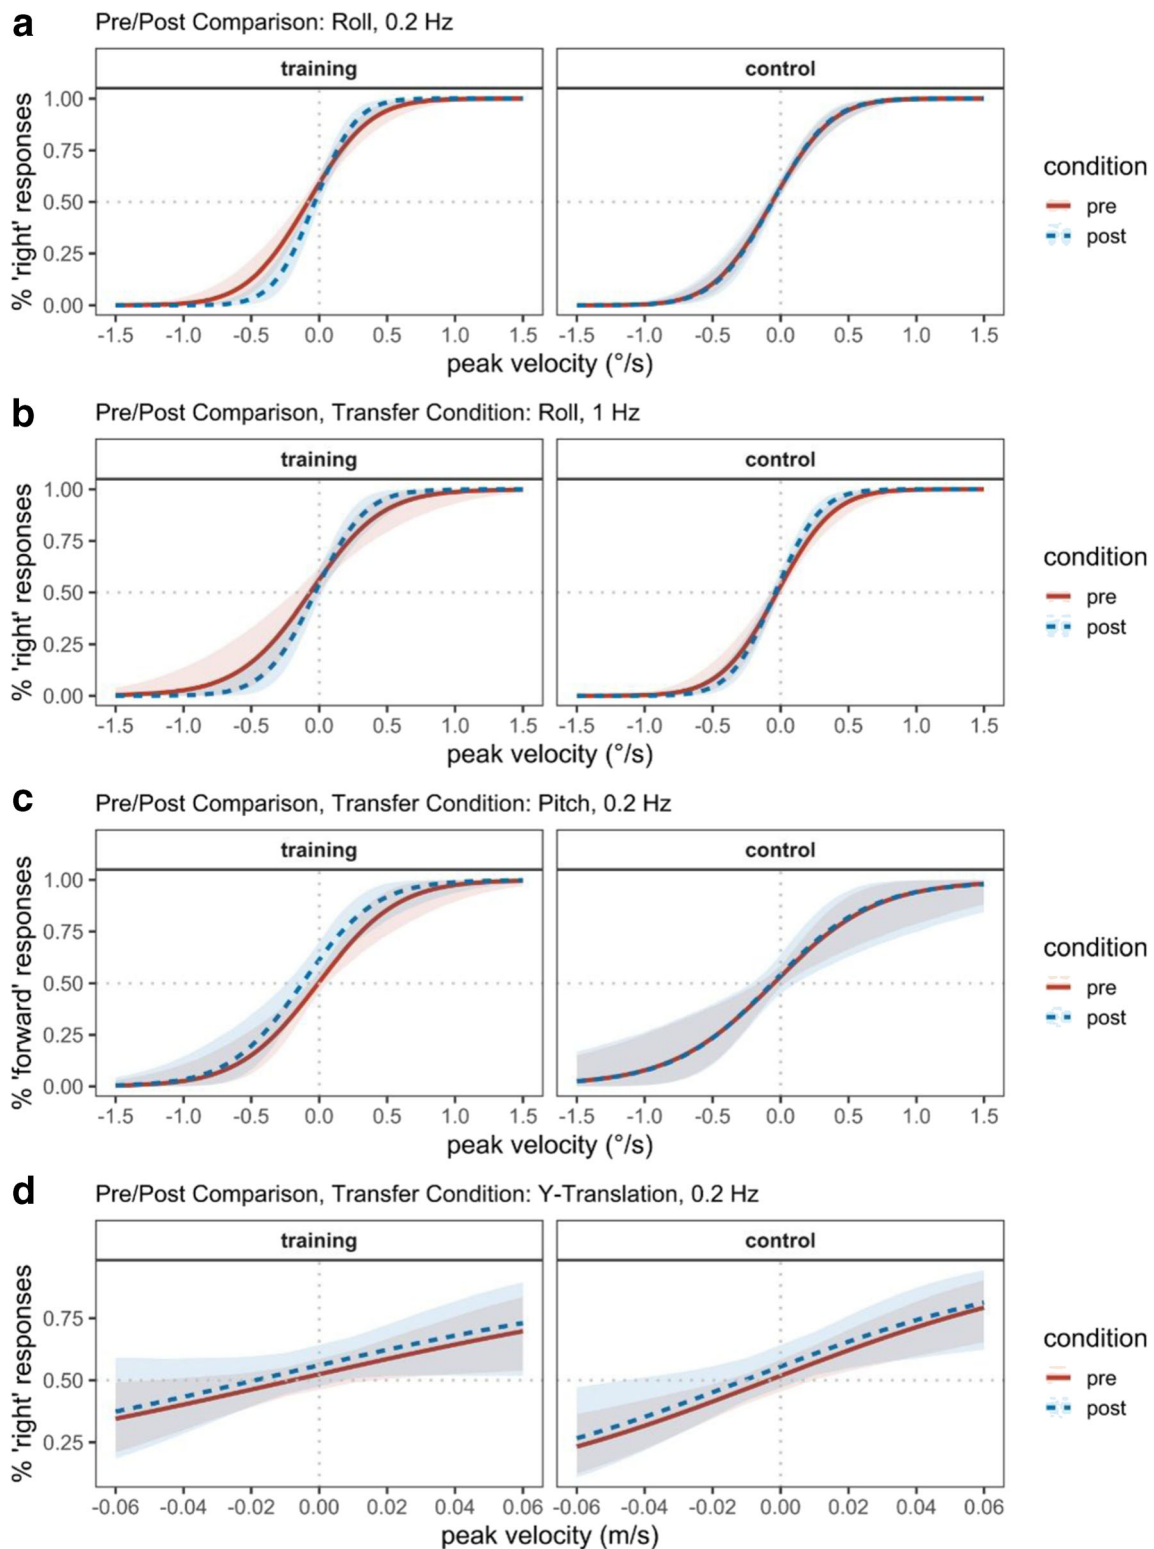 a Pre/Post Comparison: Roll, 0.2 Hz
training control
% 'right' responses
1.00
0.75
0.50
0.25
0.00
-1.5 -1.0 -0.5 0.0 0.5 1.0 1.5 -1.5 -1.0 -0.5 0.0 0.5 1.0 1.5
peak velocity (°/s)
condition
pre
post
b Pre/Post Comparison, Transfer Condition: Roll, 1 Hz
training control
% 'right' responses
1.00
0.75
0.50
0.25
0.00
-1.5 -1.0 -0.5 0.0 0.5 1.0 1.5 -1.5 -1.0 -0.5 0.0 0.5 1.0 1.5
peak velocity (°/s)
condition
pre
post
c Pre/Post Comparison, Transfer Condition: Pitch, 0.2 Hz
training control
% 'forward' responses
1.00
0.75
0.50
0.25
0.00
-1.5 -1.0 -0.5 0.0 0.5 1.0 1.5 -1.5 -1.0 -0.5 0.0 0.5 1.0 1.5
peak velocity (°/s)
condition
pre
post
d Pre/Post Comparison, Transfer Condition: Y-Translation, 0.2 Hz
training control
% 'right' responses
0.75
0.50
0.25
-0.06 -0.04 -0.02 0.00 0.02 0.04 0.06 -0.06 -0.04 -0.02 0.00 0.02 0.04 0.06
peak velocity (m/s)
condition
pre
post